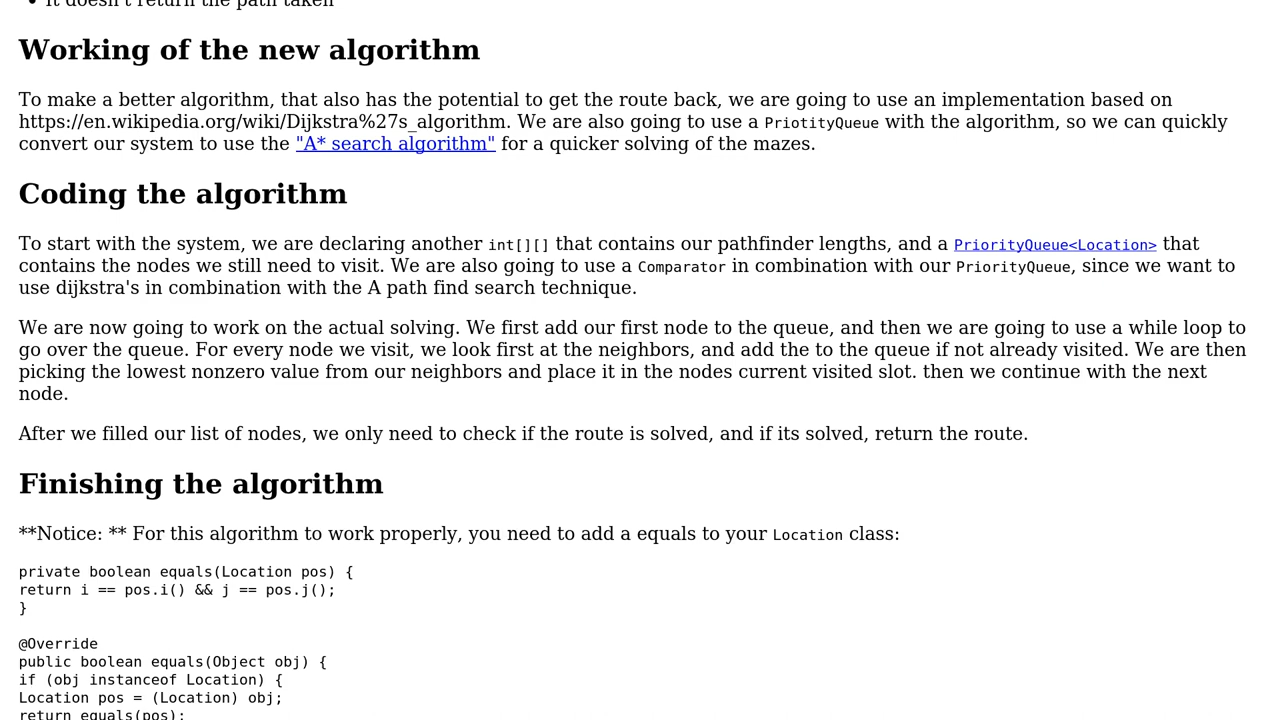 • It doesn't return the path taken
Working of the new algorithm
To make a better algorithm, that also has the potential to get the route back, we are going to use an implementation based on
https://en.wikipedia.org/wiki/Dijkstra%27s_algorithm. We are also going to use a PriotityQueue with the algorithm, so we can quickly
convert our system to use the "A* search algorithm" for a quicker solving of the mazes.
Coding the algorithm
To start with the system, we are declaring another int[][] that contains our pathfinder lengths, and a PriorityQueue<Location> that
contains the nodes we still need to visit. We are also going to use a Comparator in combination with our PriorityQueue, since we want to
use dijkstra's in combination with the A path find search technique.
We are now going to work on the actual solving. We first add our first node to the queue, and then we are going to use a while loop to
go over the queue. For every node we visit, we look first at the neighbors, and add the to the queue if not already visited. We are then
picking the lowest nonzero value from our neighbors and place it in the nodes current visited slot. then we continue with the next
node.
After we filled our list of nodes, we only need to check if the route is solved, and if its solved, return the route.
Finishing the algorithm
**Notice: ** For this algorithm to work properly, you need to add a equals to your Location class:
private boolean equals(Location pos) {
return i == pos.i() && j == pos.j();
}
@Override
public boolean equals(Object obj) {
if (obj instanceof Location) {
Location pos = (Location) obj;
return equals(pos);